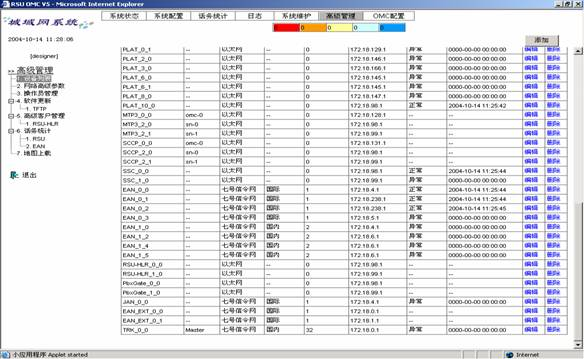 RSU OMC V5 - Microsoft Internet Explorer
城域网系统
系统状态 系统配置 话务统计 日志 系统维护 高级管理 OMC配置
0 0 0 0
2004-10-14 11:28:06
添加
[designer]
>> 高级管理
2. 网络高级参数
3. 操作员管理
4. 软件更新
1. TFTP
5. 高级客户管理
1. RSU-HLR
6. 话务统计
1. RSU
2. EAN
7. 地图上载
退出
PLAT_0_1 -- 以太网 -- 0 172.18.129.1 异常 0000-00-00 00:00:00 编辑 删除
PLAT_2_0 -- 以太网 -- 0 172.18.146.1 异常 0000-00-00 00:00:00 编辑 删除
PLAT_3_0 -- 以太网 -- 0 172.18.166.1 异常 0000-00-00 00:00:00 编辑 删除
PLAT_6_0 -- 以太网 -- 0 172.18.145.1 异常 0000-00-00 00:00:00 编辑 删除
PLAT_8_0 -- 以太网 -- 0 172.18.147.1 异常 0000-00-00 00:00:00 编辑 删除
PLAT_10_0 -- 以太网 -- 0 172.18.98.1 正常 2004-10-14 11:25:42 编辑 删除
MTP3_0_0 omc-0 以太网 -- 0 172.18.128.1 -- -- 编辑 删除
MTP3_2_0 sn-0 以太网 -- 0 172.18.98.1 -- -- 编辑 删除
MTP3_2_1 sn-1 以太网 -- 0 172.18.99.1 -- -- 编辑 删除
SCCP_0_0 omc-0 以太网 -- 0 172.18.131.1 -- -- 编辑 删除
SCCP_2_0 sn-0 以太网 -- 0 172.18.98.1 -- -- 编辑 删除
SCCP_2_1 sn-1 以太网 -- 0 172.18.99.1 -- -- 编辑 删除
SSC_0_0 -- 以太网 -- 0 172.18.98.1 正常 2004-10-14 11:25:44 编辑 删除
SSC_1_0 -- 以太网 -- 0 172.18.99.1 异常 0000-00-00 00:00:00 编辑 删除
EAN_0_0 -- 七号信令网 国际 1 172.18.4.1 正常 2004-10-14 11:25:44 编辑 删除
EAN_0_1 -- 七号信令网 国际 1 172.18.238.1 正常 2004-10-14 11:25:44 编辑 删除
EAN_0_2 -- 七号信令网 国际 1 172.18.238.1 正常 2004-10-14 11:25:45 编辑 删除
EAN_0_3 -- 七号信令网 国际 1 172.18.5.1 异常 0000-00-00 00:00:00 编辑 删除
EAN_1_0 -- 七号信令网 国内 2 172.18.4.1 异常 0000-00-00 00:00:00 编辑 删除
EAN_1_2 -- 七号信令网 国内 2 172.18.6.1 异常 0000-00-00 00:00:00 编辑 删除
EAN_1_4 -- 七号信令网 国内 2 172.18.4.1 异常 0000-00-00 00:00:00 编辑 删除
EAN_1_5 -- 七号信令网 国内 2 172.18.6.1 异常 0000-00-00 00:00:00 编辑 删除
RSU-HLR_0_0 -- 以太网 -- 0 172.18.98.1 -- -- 编辑 删除
RSU-HLR_1_0 -- 以太网 -- 0 172.18.99.1 -- -- 编辑 删除
PbxGate_0_0 -- 以太网 -- 0 172.18.98.1 -- -- 编辑 删除
PbxGate_1_0 -- 以太网 -- 0 172.18.99.1 -- -- 编辑 删除
JAN_0_0 -- 七号信令网 国际 1 172.18.4.1 异常 0000-00-00 00:00:00 编辑 删除
EAN_EXT_0_0 -- 七号信令网 国际 1 172.18.0.1 -- -- 编辑 删除
EAN_EXT_0_1 -- 七号信令网 国际 1 172.18.1.1 -- -- 编辑 删除
TRK_0_0 Master 七号信令网 国内 32 172.18.0.1 异常 0000-00-00 00:00:00 编辑 删除
小应用程序 Applet started
Internet